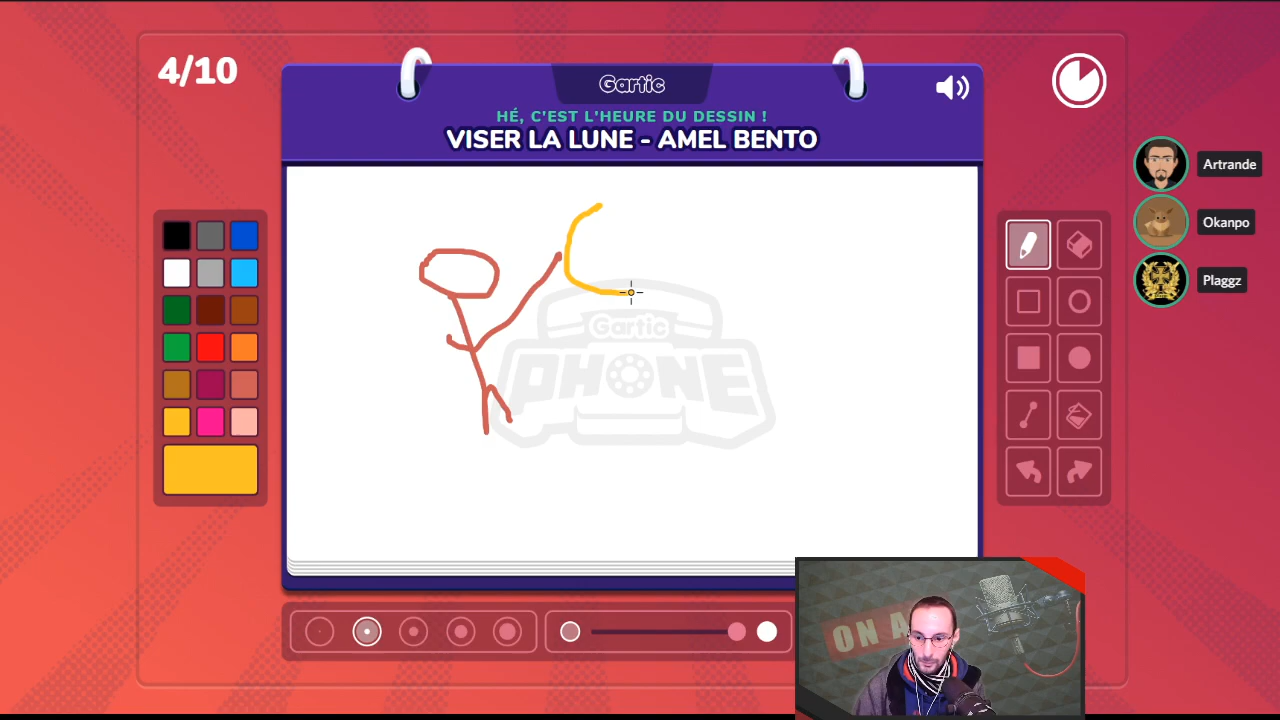 4/10
Gartic
HÉ, C'EST L'HEURE DU DESSIN !
VISER LA LUNE - AMEL BENTO
Artrande
Okanpo
Plaggz
Gartic
PHONE
ON A